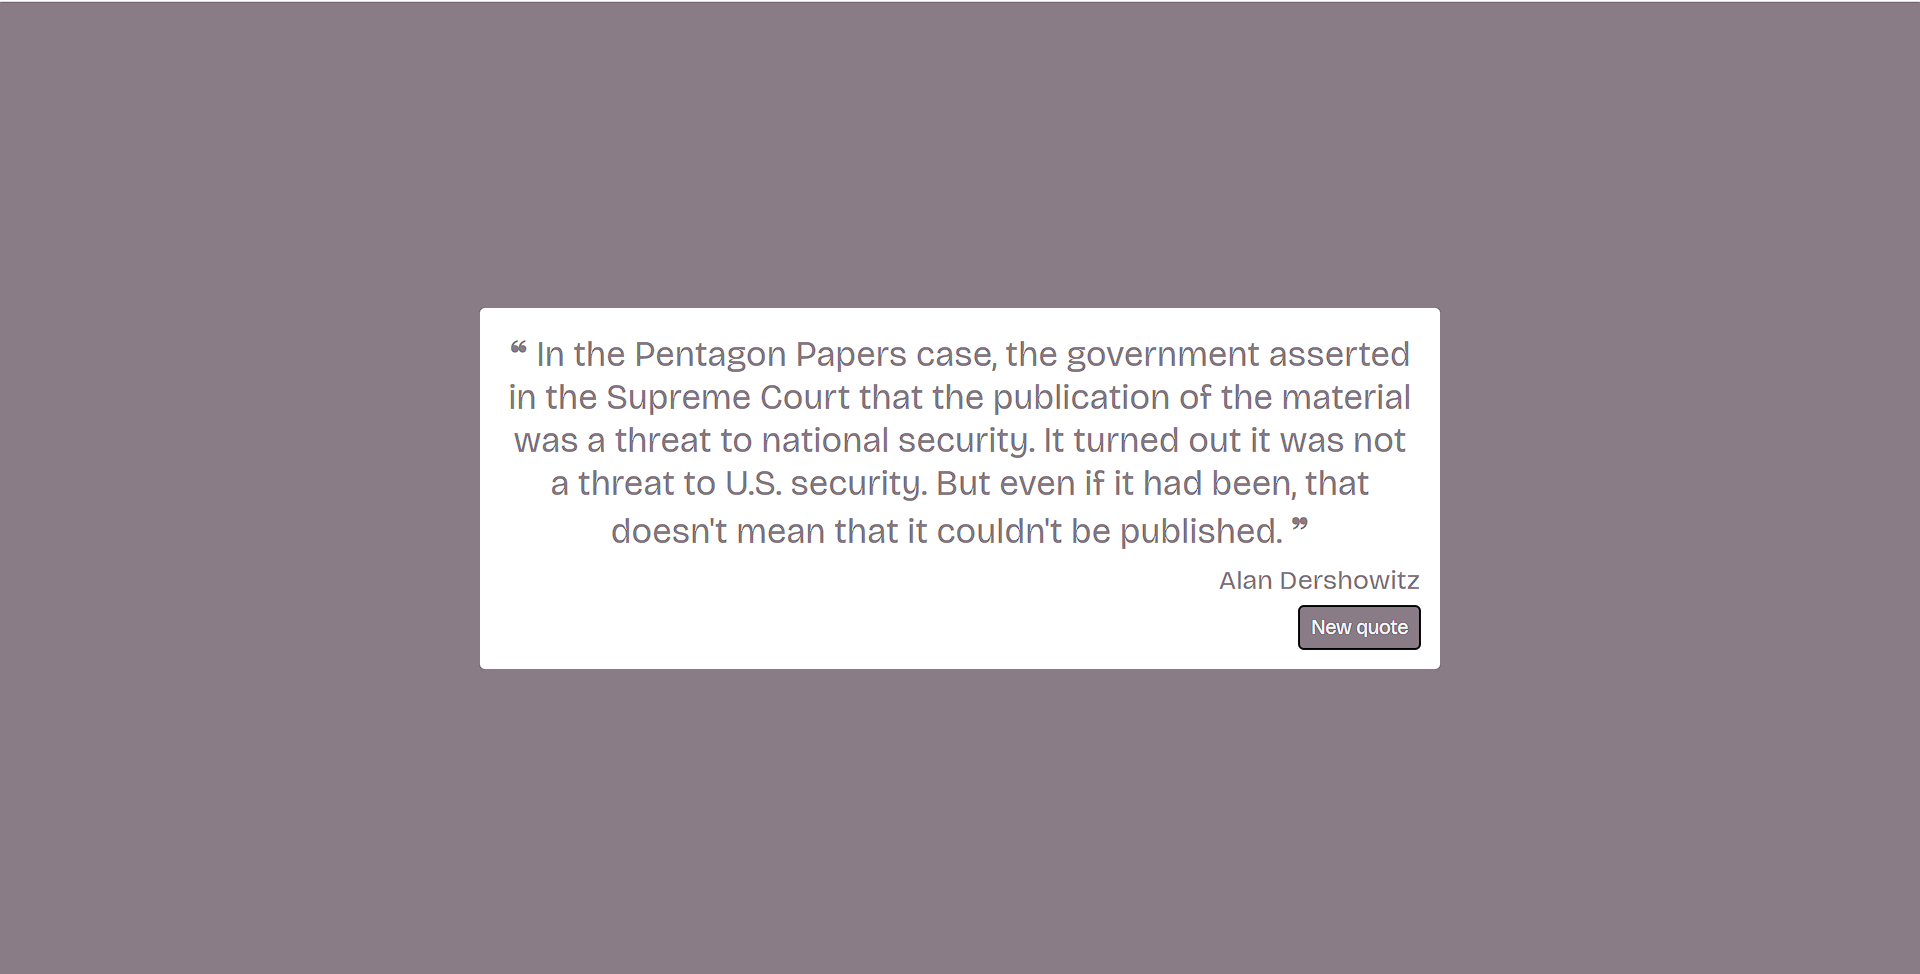 ❝ In the Pentagon Papers case, the government asserted
in the Supreme Court that the publication of the material
was a threat to national security. It turned out it was not
a threat to U.S. security. But even if it had been, that
doesn't mean that it couldn't be published. ❞
Alan Dershowitz
New quote